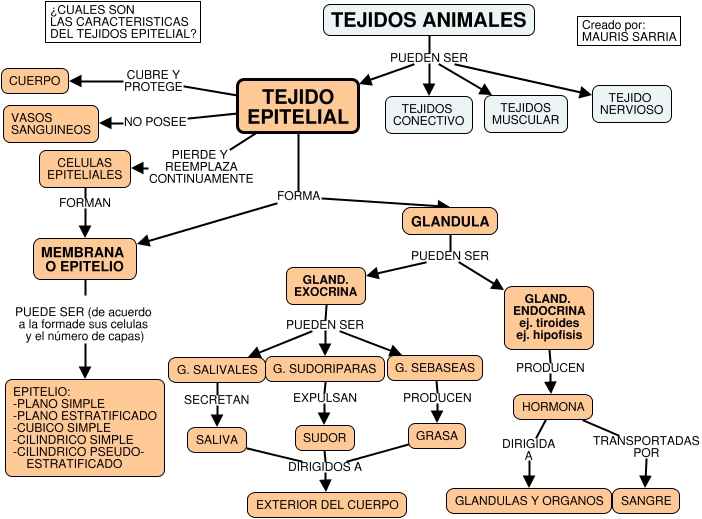 ¿CUALES SON
LAS CARACTERISTICAS
DEL TEJIDOS EPITELIAL?
TEJIDOS ANIMALES
Creado por:
MAURIS SARRIA
PUEDEN SER
CUERPO
CUBRE Y
PROTEGE
TEJIDO
EPITELIAL
TEJIDOS
CONECTIVO
TEJIDOS
MUSCULAR
TEJIDO
NERVIOSO
VASOS
SANGUINEOS
NO POSEE
CELULAS
EPITELIALES
PIERDE Y
REEMPLAZA
CONTINUAMENTE
FORMAN
FORMA
GLANDULA
MEMBRANA
O EPITELIO
PUEDEN SER
GLAND.
EXOCRINA
GLAND.
ENDOCRINA
ej. tiroides
ej. hipofisis
PUEDE SER (de acuerdo
a la formade sus celulas
y el número de capas)
PUEDEN SER
G. SALIVALES
G. SUDORIPARAS
G. SEBASEAS
PRODUCEN
EPITELIO:
-PLANO SIMPLE
-PLANO ESTRATIFICADO
-CUBICO SIMPLE
-CILINDRICO SIMPLE
-CILINDRICO PSEUDO-
ESTRATIFICADO
SECRETAN
EXPULSAN
PRODUCEN
HORMONA
SALIVA
SUDOR
GRASA
DIRIGIDA
A
TRANSPORTADAS
POR
DIRIGIDOS A
EXTERIOR DEL CUERPO
GLANDULAS Y ORGANOS
SANGRE